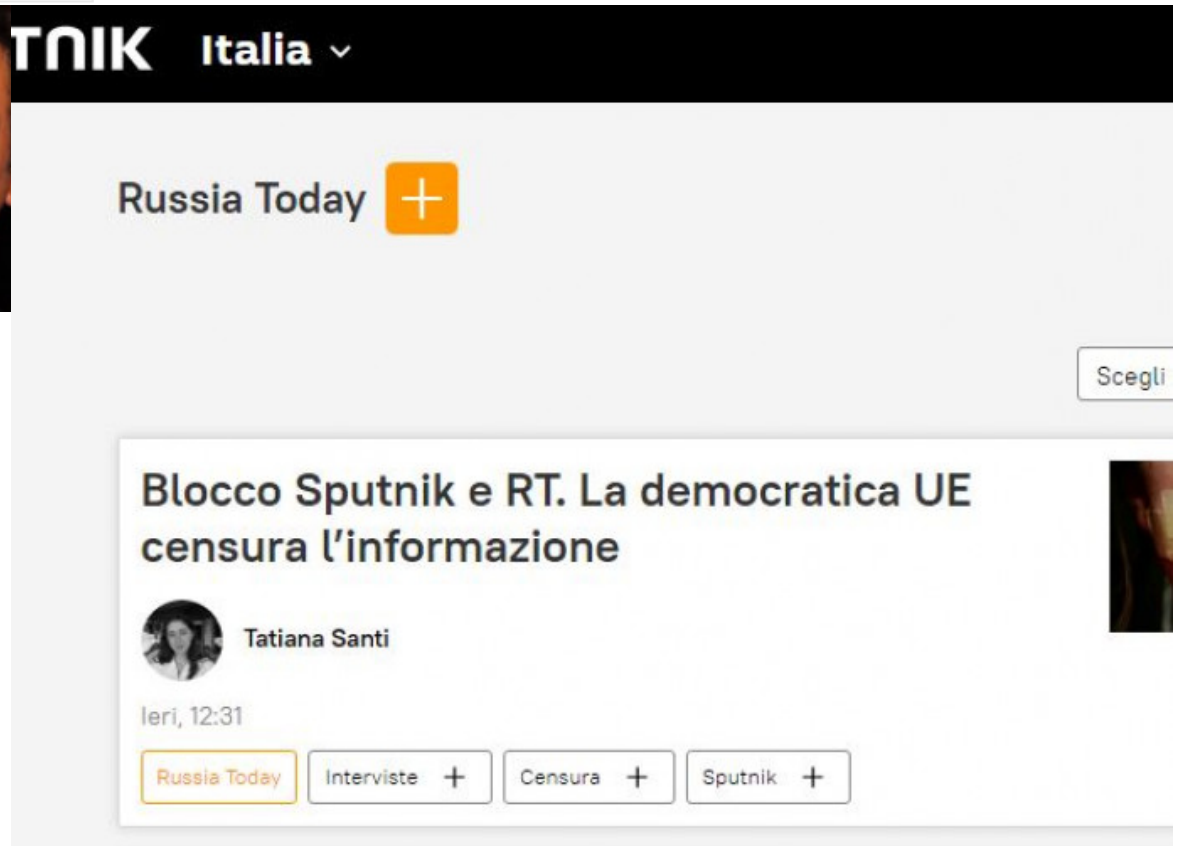 TNIK Italia
Russia Today +
Scegli
Blocco Sputnik e RT. La democratica UE
censura l’informazione
Tatiana Santi
Ieri, 12:31
Russia Today Interviste + Censura + Sputnik +